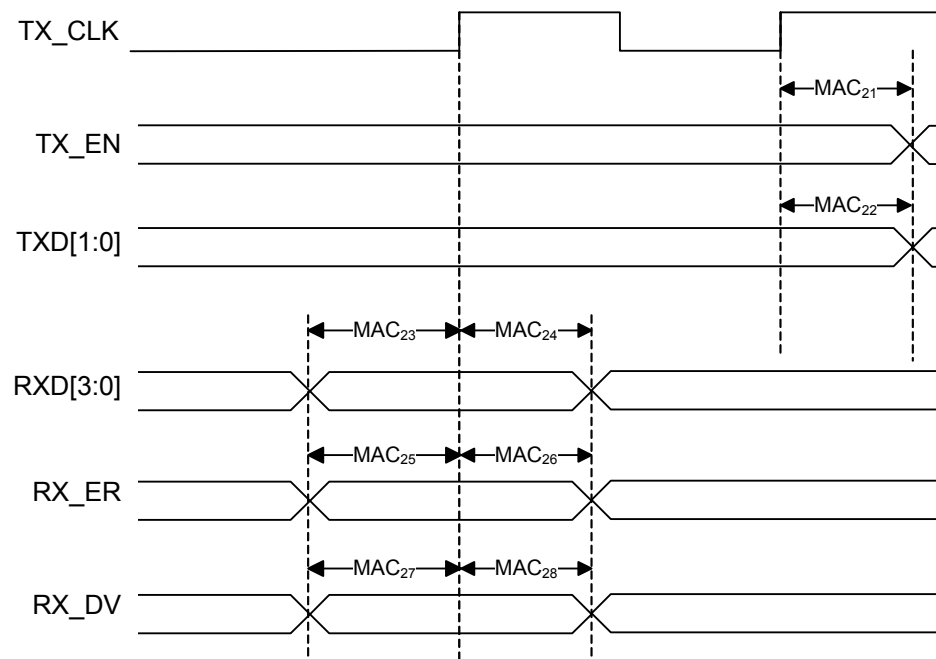 TX_CLK
MAC₂₁
TX_EN
MAC₂₂
TXD[1:0]
MAC₂₃ MAC₂₄
RXD[3:0]
MAC₂₅ MAC₂₆
RX_ER
MAC₂₇ MAC₂₈
RX_DV